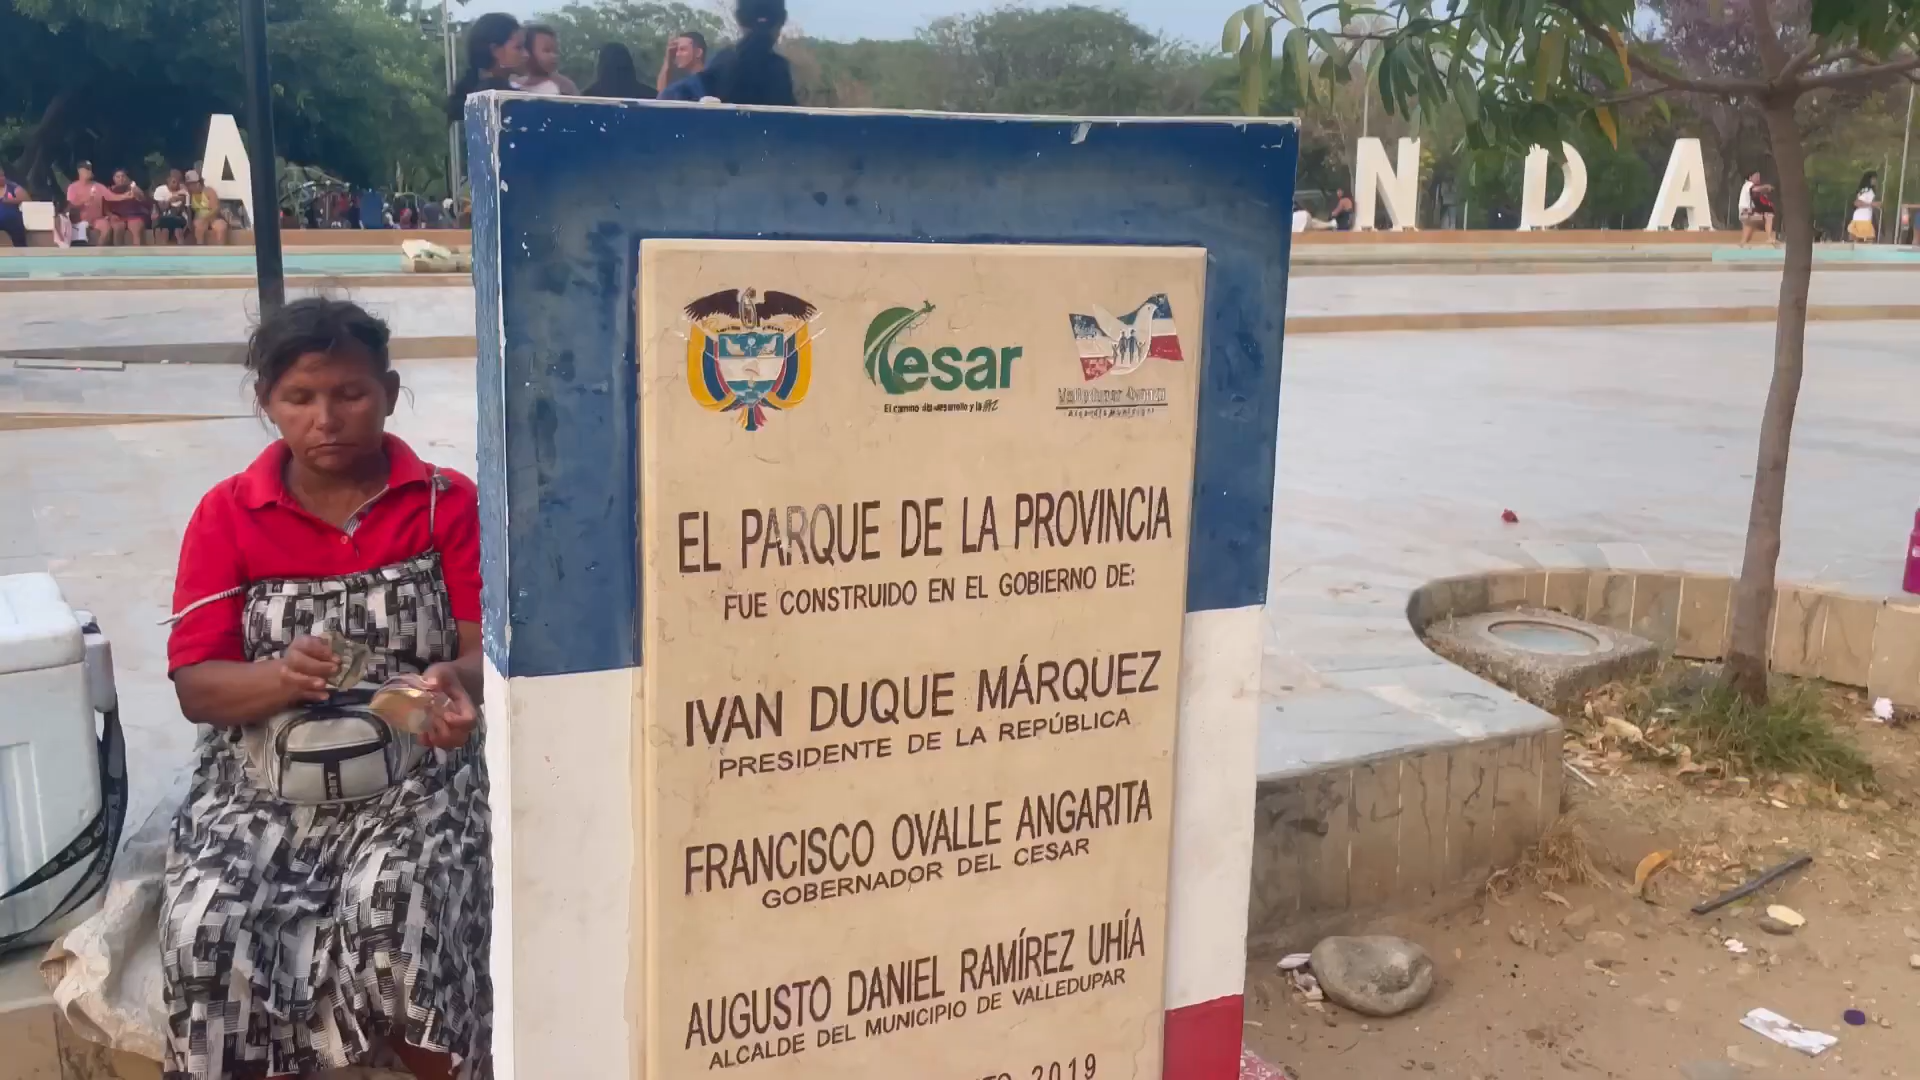 A
N D A
Cesar
El camino del desarrollo y la PAZ
EL PARQUE DE LA PROVINCIA
FUE CONSTRUIDO EN EL GOBIERNO DE:
IVAN DUQUE MÁRQUEZ
PRESIDENTE DE LA REPÚBLICA
FRANCISCO OVALLE ANGARITA
GOBERNADOR DEL CESAR
AUGUSTO DANIEL RAMÍREZ UHÍA
ALCALDE DEL MUNICIPIO DE VALLEDUPAR
2019